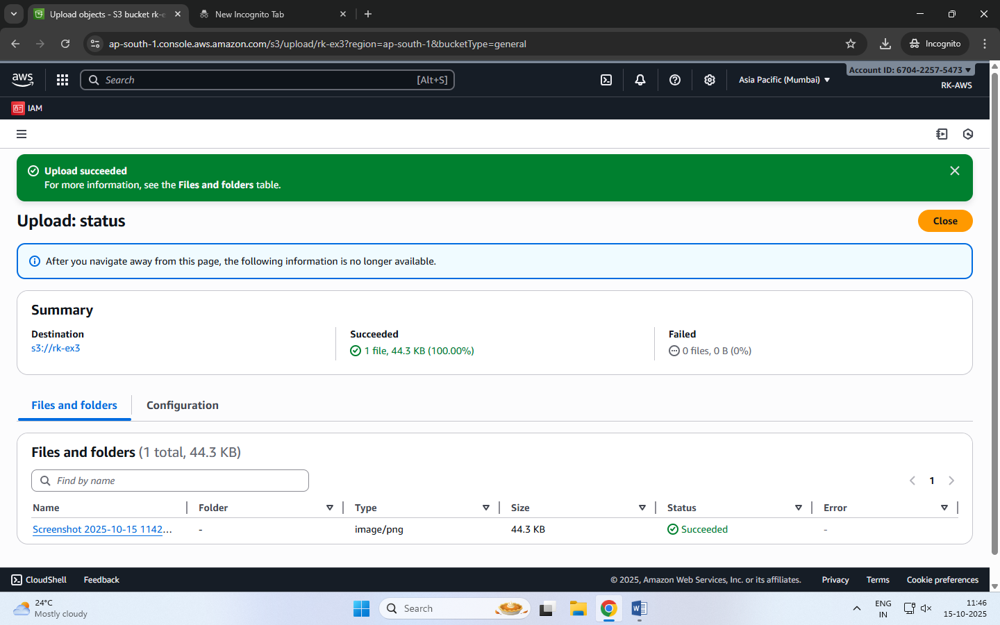 Upload objects - S3 bucket rk-e
New Incognito Tab
ap-south-1.console.aws.amazon.com/s3/upload/rk-ex3?region=ap-south-1&bucketType=general
Incognito
aws
Search
[Alt+S]
Asia Pacific (Mumbai)
Account ID: 6704-2257-5473
RK-AWS
IAM
Upload succeeded
For more information, see the Files and folders table.
Upload: status
Close
After you navigate away from this page, the following information is no longer available.
Summary
Destination
s3://rk-ex3
Succeeded
1 file, 44.3 KB (100.00%)
Failed
0 files, 0 B (0%)
Files and folders
Configuration
Files and folders (1 total, 44.3 KB)
Find by name
1
Name Folder Type Size Status Error
Screenshot 2025-10-15 1142... - image/png 44.3 KB Succeeded -
CloudShell
Feedback
© 2025, Amazon Web Services, Inc. or its affiliates.
Privacy
Terms
Cookie preferences
24°C
Mostly cloudy
Search
ENG
IN
11:46
15-10-2025